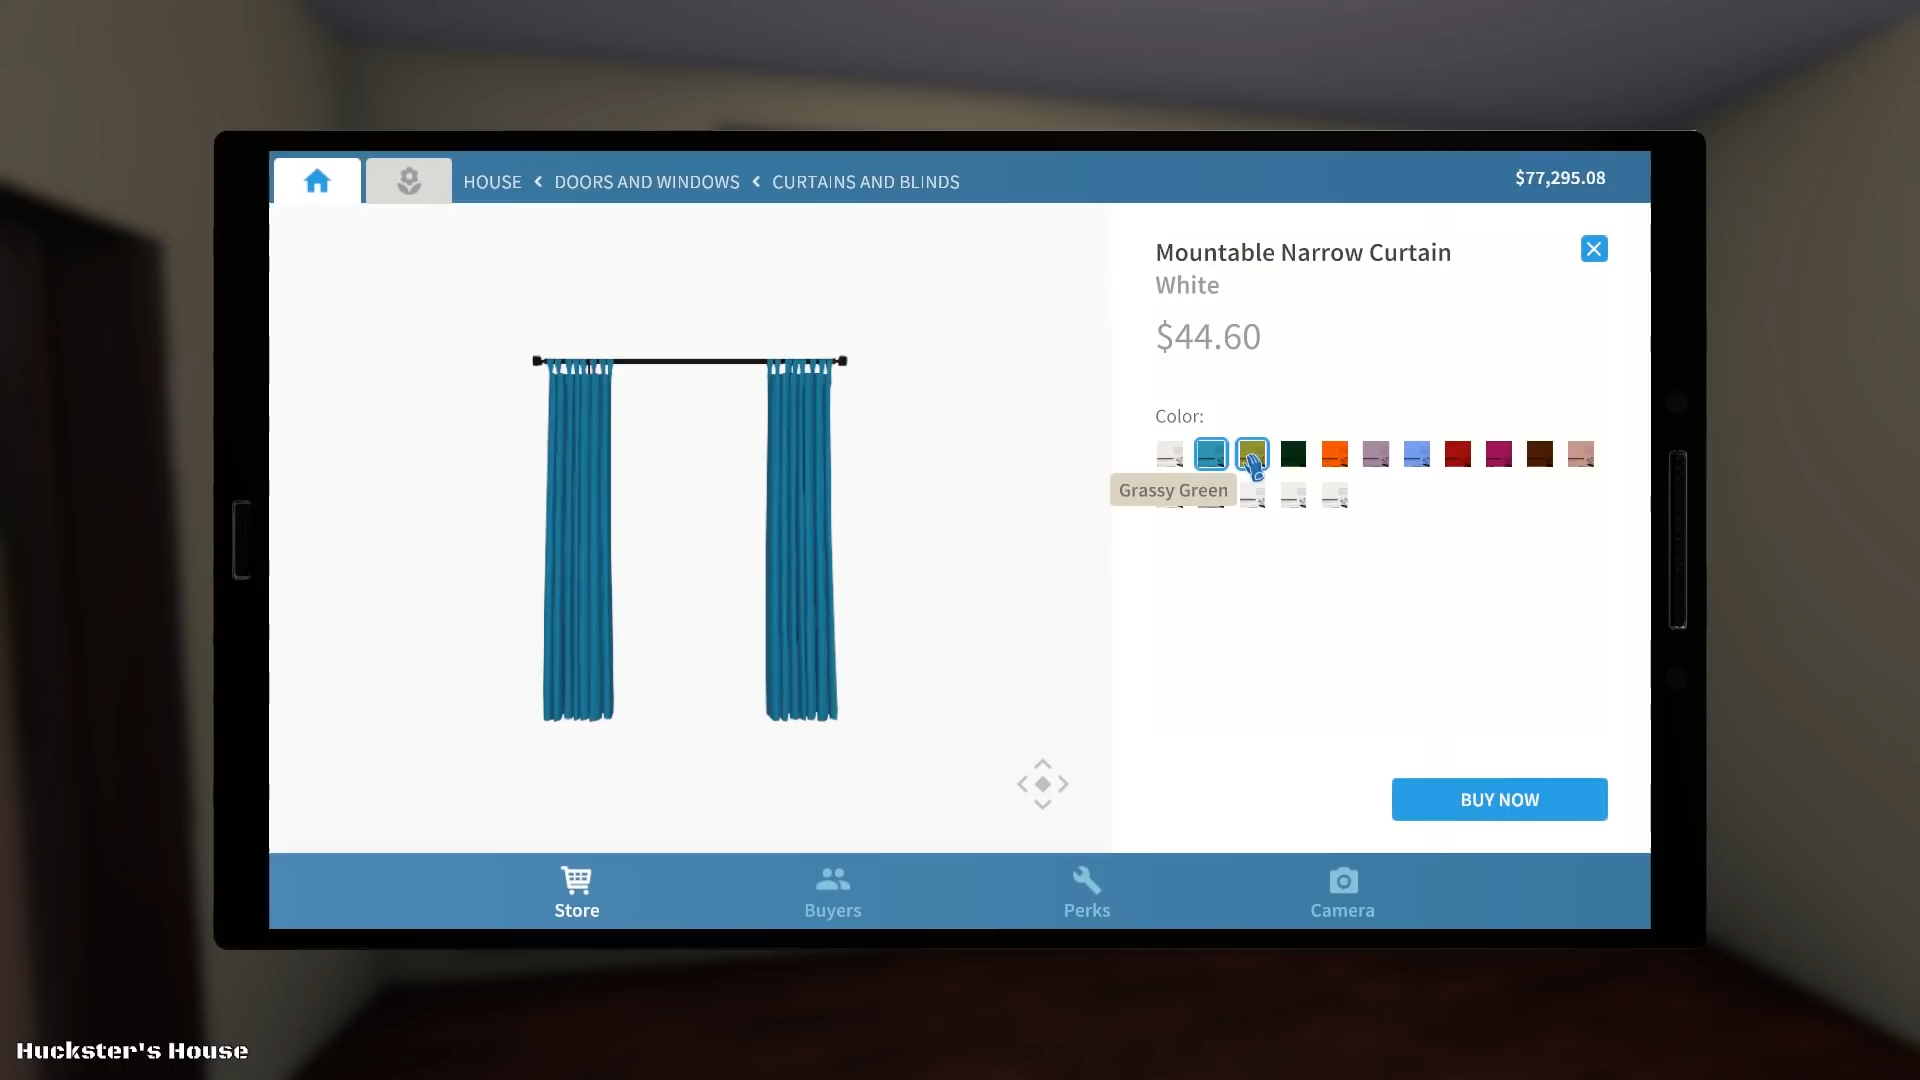 HOUSE < DOORS AND WINDOWS < CURTAINS AND BLINDS
$77,295.08
Mountable Narrow Curtain
White
$44.60
Color:
Grassy Green
BUY NOW
Store
Buyers
Perks
Camera
Huckster's House